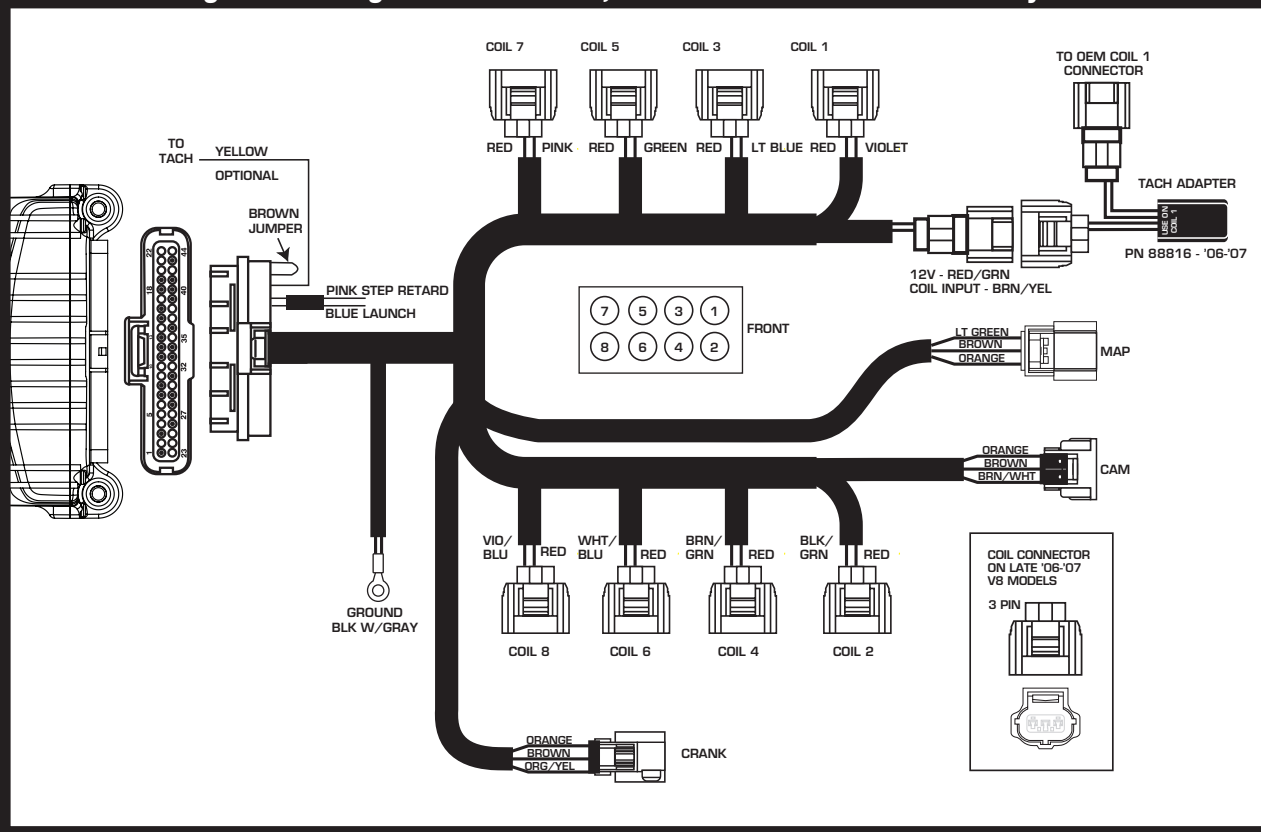 COIL 7
COIL 5
COIL 3
COIL 1
TO OEM COIL 1
CONNECTOR
TO
TACH
YELLOW
OPTIONAL
RED
PINK
RED
GREEN
RED
LT BLUE
RED
VIOLET
TACH ADAPTER
USE ON
COIL 1
PN 88816 - '06-'07
BROWN
JUMPER
12V - RED/GRN
COIL INPUT - BRN/YEL
22
44
18
40
35
32
5
27
1
23
PINK STEP RETARD
BLUE LAUNCH
7
5
3
1
8
6
4
2
FRONT
LT GREEN
BROWN
ORANGE
MAP
ORANGE
BROWN
BRN/WHT
CAM
VIO/
BLU
RED
WHT/
BLU
RED
BRN/
GRN
RED
BLK/
GRN
RED
GROUND
BLK W/GRAY
COIL 8
COIL 6
COIL 4
COIL 2
COIL CONNECTOR
ON LATE '06-'07
V8 MODELS
3 PIN
ORANGE
BROWN
ORG/YEL
CRANK